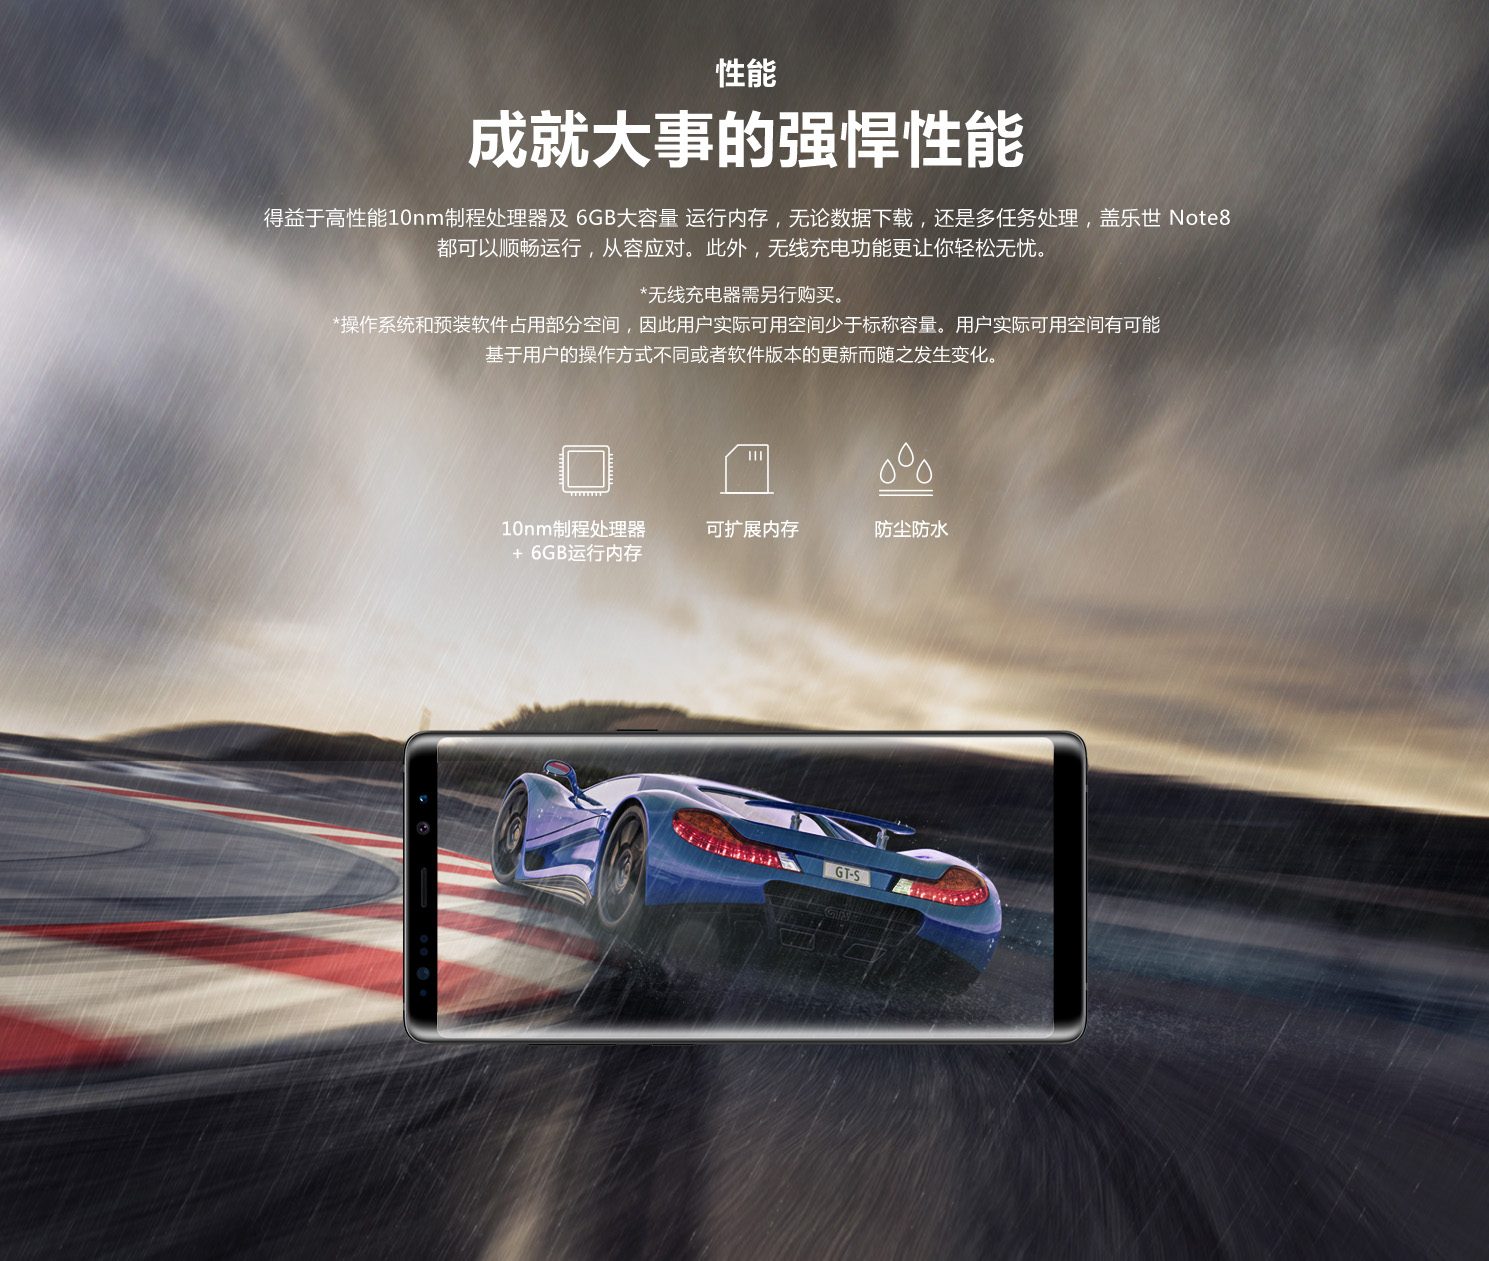 性能
成就大事的强悍性能
得益于高性能10nm制程处理器及 6GB大容量 运行内存，无论数据下载，还是多任务处理，盖乐世 Note8
都可以顺畅运行，从容应对。此外，无线充电功能更让你轻松无忧。
*无线充电器需另行购买。
*操作系统和预装软件占用部分空间，因此用户实际可用空间少于标称容量。用户实际可用空间有可能
基于用户的操作方式不同或者软件版本的更新而随之发生变化。
10nm制程处理器
+ 6GB运行内存
可扩展内存
防尘防水
GT-S